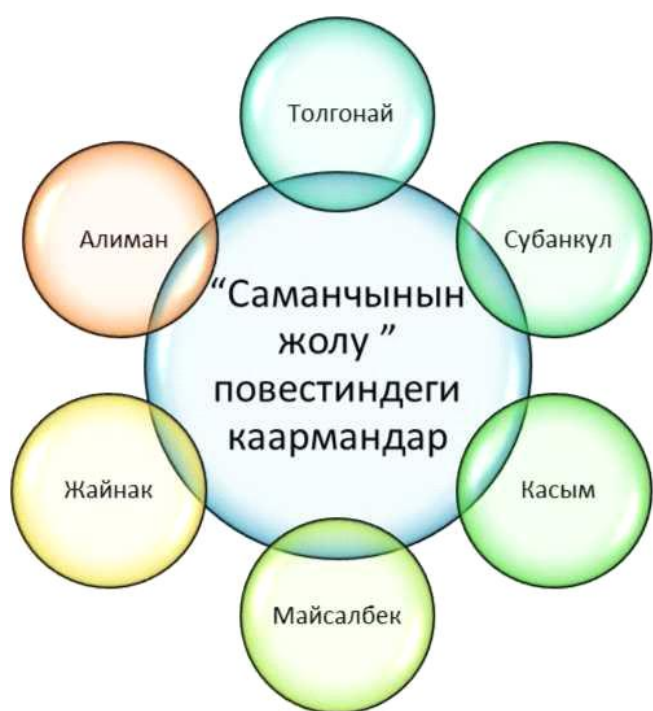 Толгонай
Алиман
Субанкул
“Саманчынын
жолу ”
повестиндеги
каармандар
Жайнак
Касым
Майсалбек